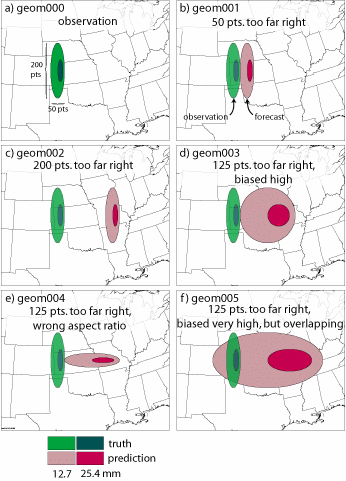 a) geom000
observation
200
pts
50 pts
b) geom001
50 pts. too far right
observation
forecast
c) geom002
200 pts. too far right
d) geom003
125 pts. too far right,
biased high
e) geom004
125 pts. too far right,
wrong aspect ratio
f) geom005
125 pts. too far right,
biased very high, but overlapping
truth
prediction
12.7 25.4 mm